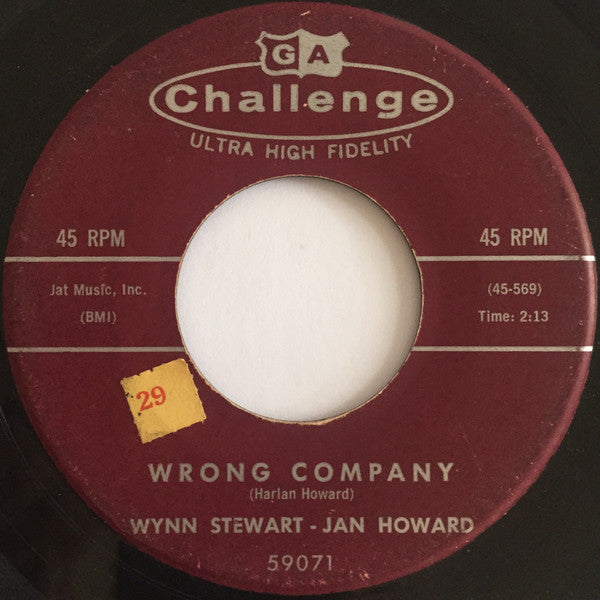 GA
Challenge
ULTRA HIGH FIDELITY
45 RPM
45 RPM
Jat Music, Inc.
(BMI)
(45-569)
Time: 2:13
29
WRONG COMPANY
(Harlan Howard)
WYNN STEWART - JAN HOWARD
59071